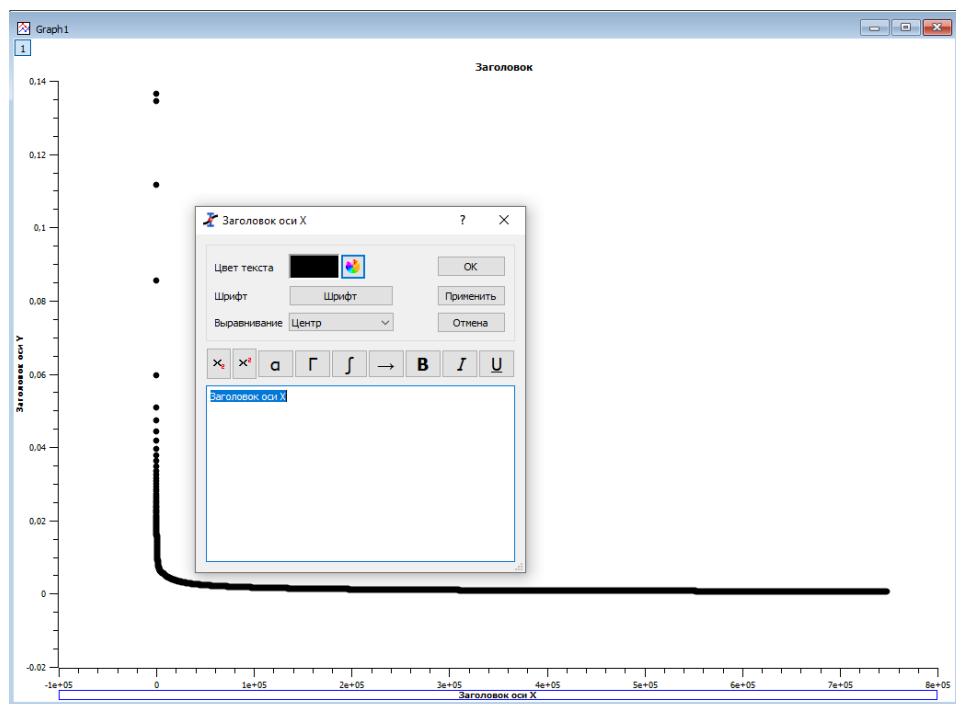 Graph1
1
Заголовок
0,14
0,12
0,1
0,08
0,06
0,04
0,02
0
-0.02
Заголовок оси Y
-1e+05 0 1e+05 2e+05 3e+05 4e+05 5e+05 6e+05 7e+05 8e+05
Заголовок оси X
Заголовок оси X ?
Цвет текста OK
Шрифт Шрифт Применить
Выравнивание Центр Отмена
x₂ x² α Γ ∫ → B I U
Заголовок оси X